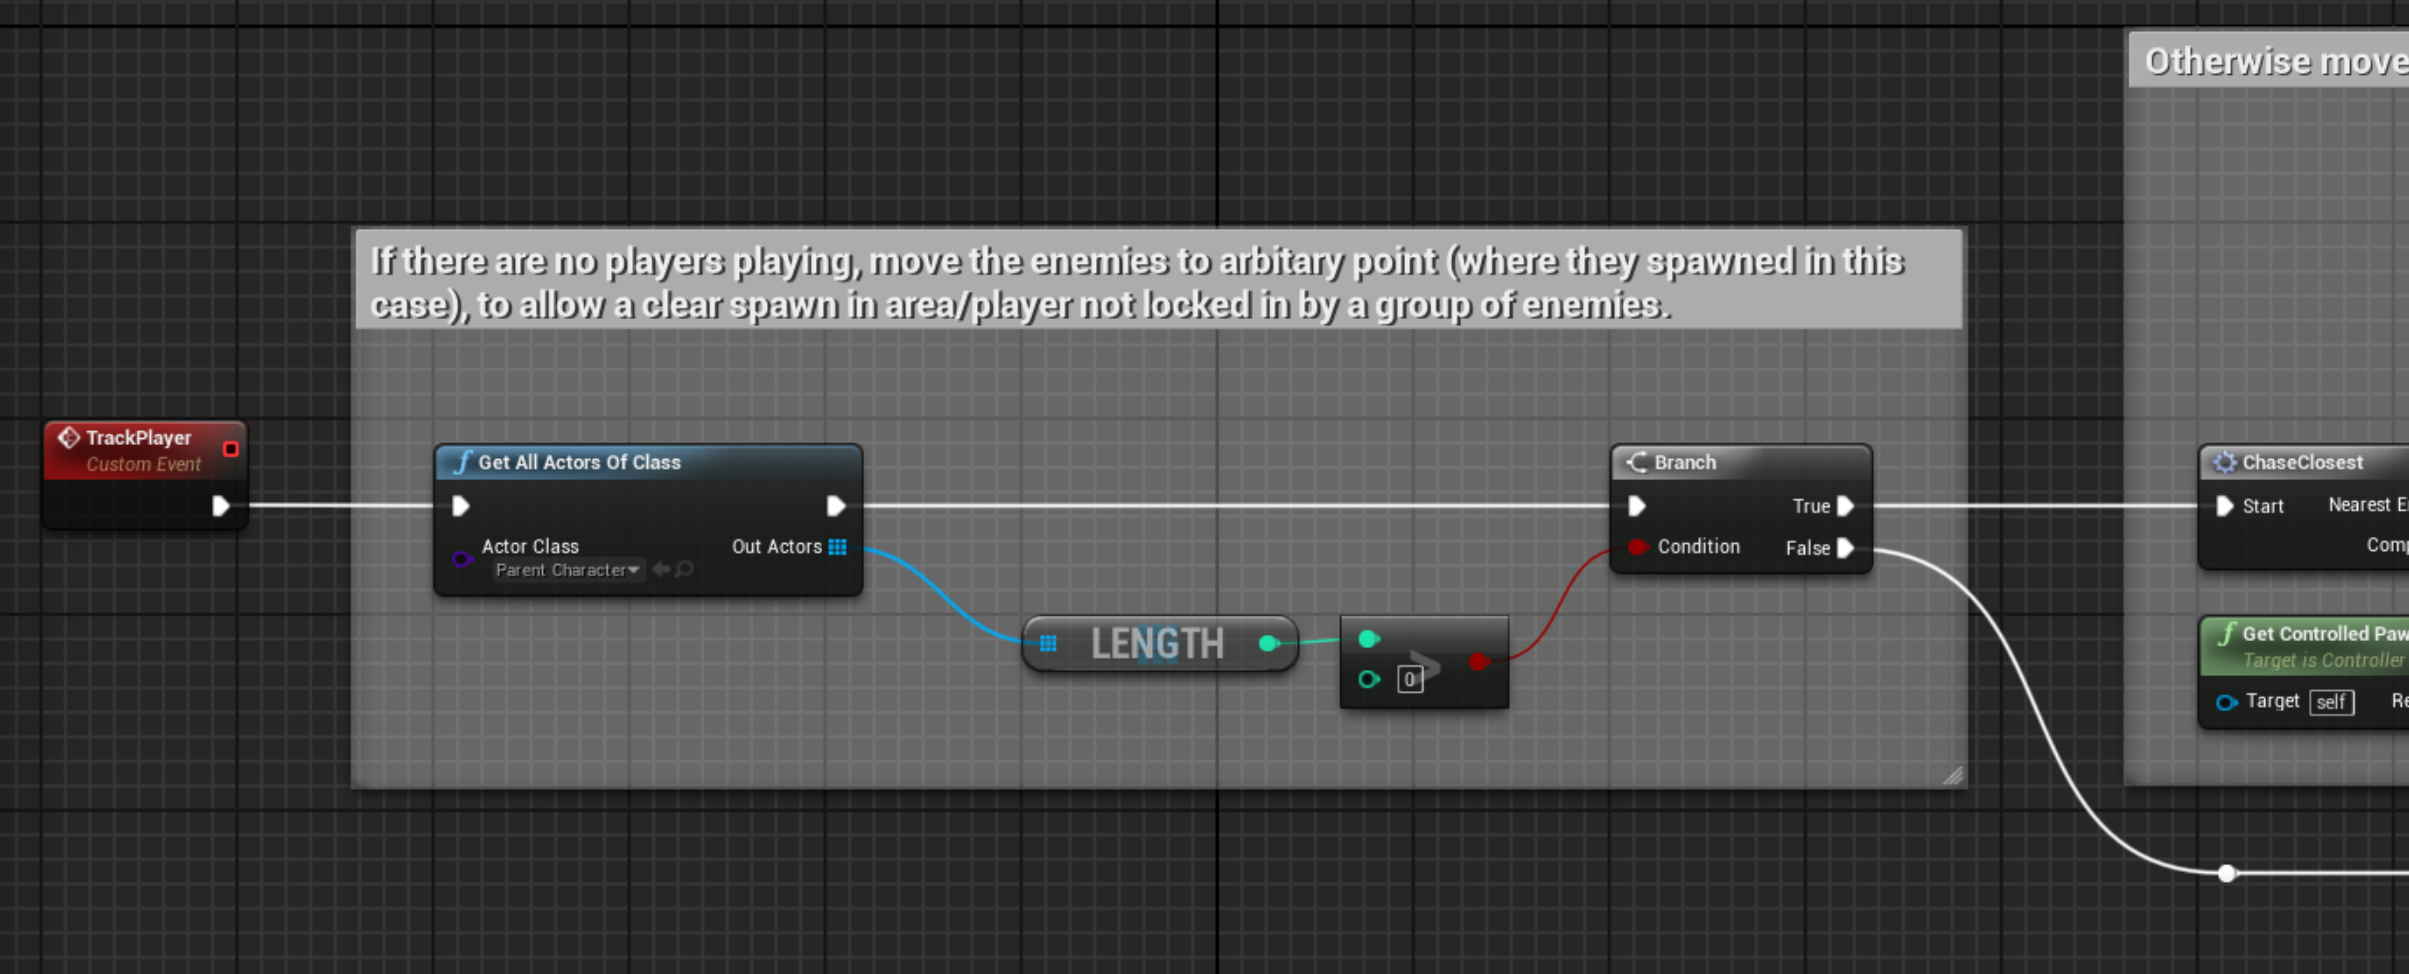 Otherwise move
If there are no players playing, move the enemies to arbitary point (where they spawned in this
case), to allow a clear spawn in area/player not locked in by a group of enemies.
TrackPlayer
Custom Event
Get All Actors Of Class
Actor Class
Parent Character
Out Actors
LENGTH
>
0
Branch
True
Condition
False
ChaseClosest
Start
Nearest
Get Controlled
Target is Controller
Target self